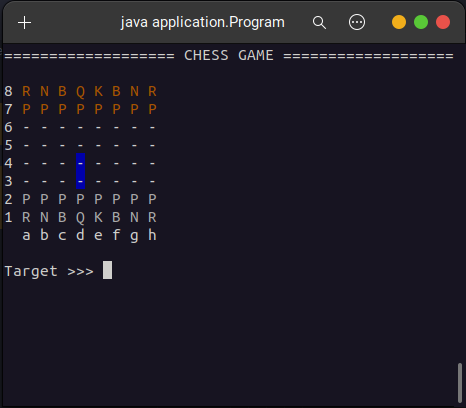 java application.Program
=================== CHESS GAME ===================
8 R N B Q K B N R
7 P P P P P P P P
6 - - - - - - - -
5 - - - - - - - -
4 - - - - - - - -
3 - - - - - - - -
2 P P P P P P P P
1 R N B Q K B N R
a b c d e f g h
Target >>>